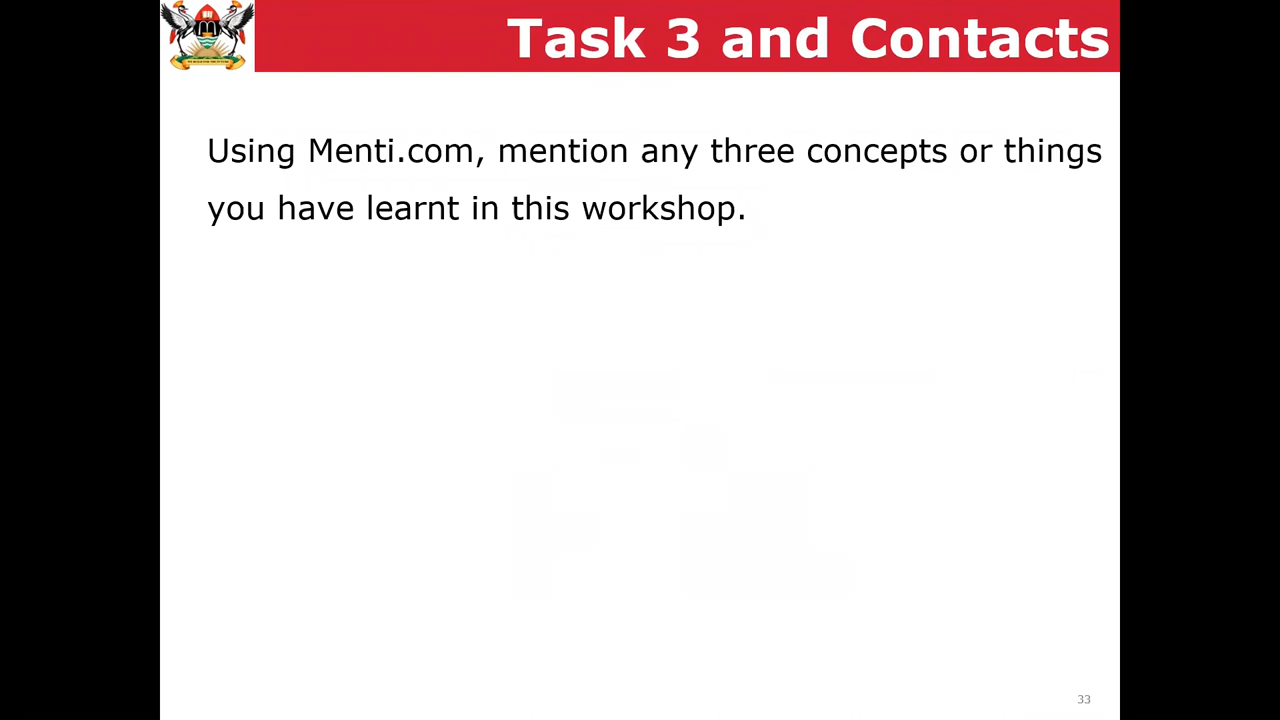 Task 3 and Contacts
Using Menti.com, mention any three concepts or things
you have learnt in this workshop.
33